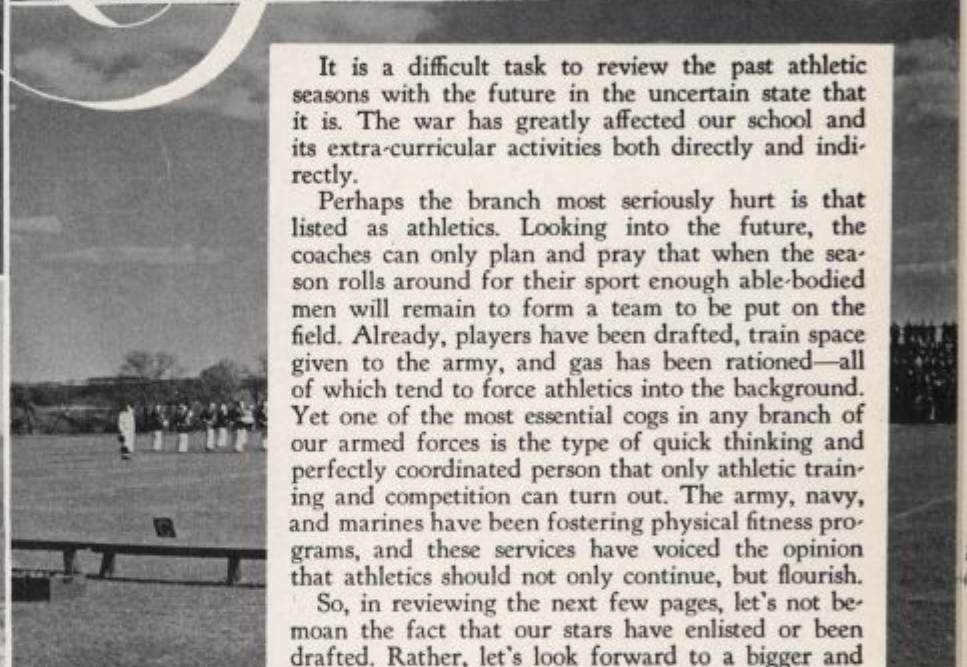 It is a difficult task to review the past athletic
seasons with the future in the uncertain state that
it is. The war has greatly affected our school and
its extra-curricular activities both directly and indi-
rectly.
Perhaps the branch most seriously hurt is that
listed as athletics. Looking into the future, the
coaches can only plan and pray that when the sea-
son rolls around for their sport enough able-bodied
men will remain to form a team to be put on the
field. Already, players have been drafted, train space
given to the army, and gas has been rationed—all
of which tend to force athletics into the background.
Yet one of the most essential cogs in any branch of
our armed forces is the type of quick thinking and
perfectly coordinated person that only athletic train-
ing and competition can turn out. The army, navy,
and marines have been fostering physical fitness pro-
grams, and these services have voiced the opinion
that athletics should not only continue, but flourish.
So, in reviewing the next few pages, let's not be-
moan the fact that our stars have enlisted or been
drafted. Rather, let's look forward to a bigger and